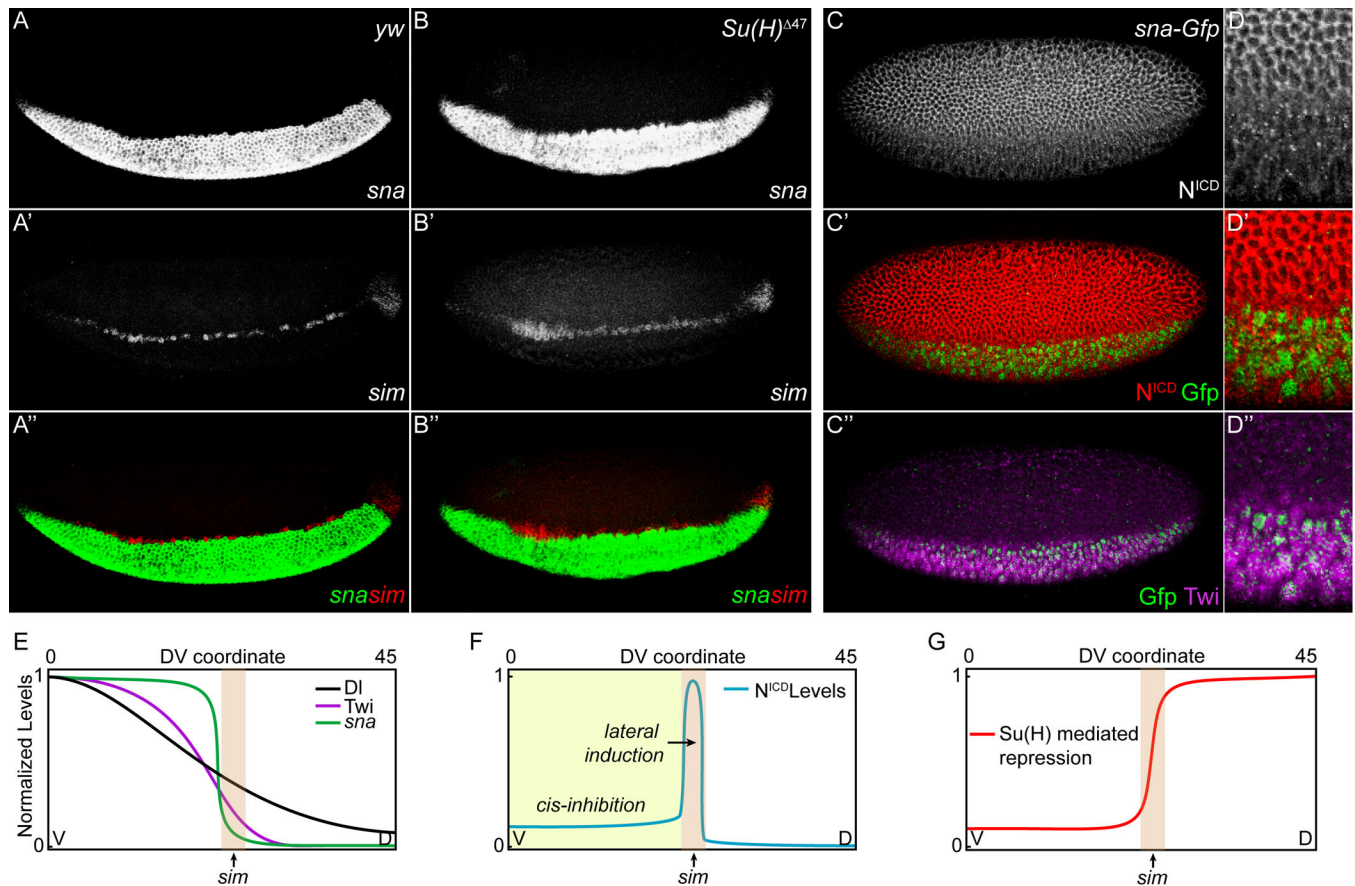 A yw
sna
B Su(H)Δ47
sna
C sna-Gfp
NICD
D
A'
sim
B'
sim
C'
NICD Gfp
D'
A''
snasim
B''
snasim
C''
Gfp Twi
D''
E
DV coordinate
0 45
1
Normalized Levels
Dl
Twi
sna
0
V D
sim
F
DV coordinate
0 45
1
NICDLevels
lateral
induction
cis-inhibition
0
V D
sim
G
DV coordinate
0 45
1
Su(H) mediated
repression
0
V D
sim